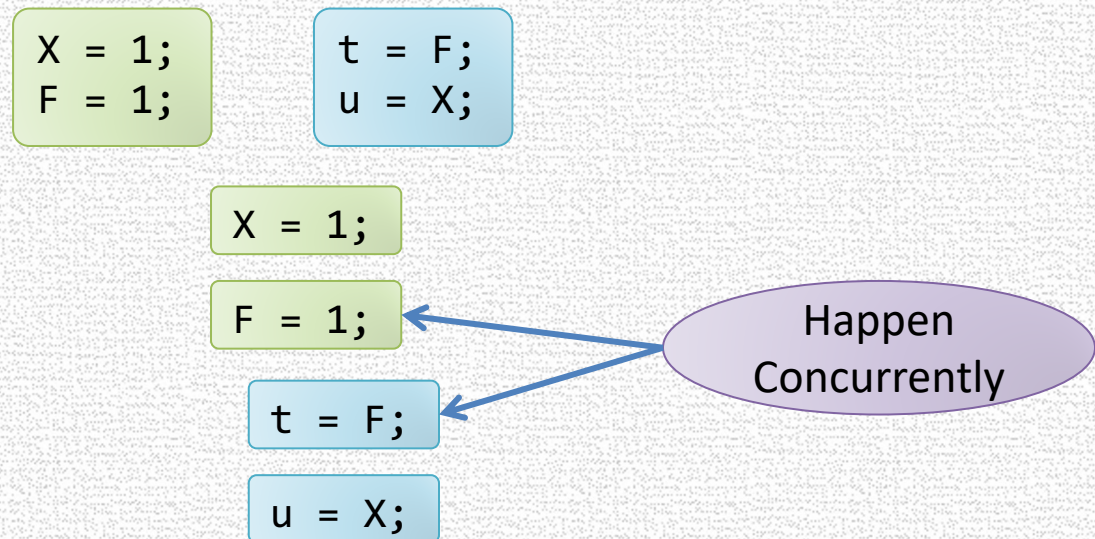 X = 1;
F = 1;
t = F;
u = X;
X = 1;
F = 1;
Happen
Concurrently
t = F;
u = X;